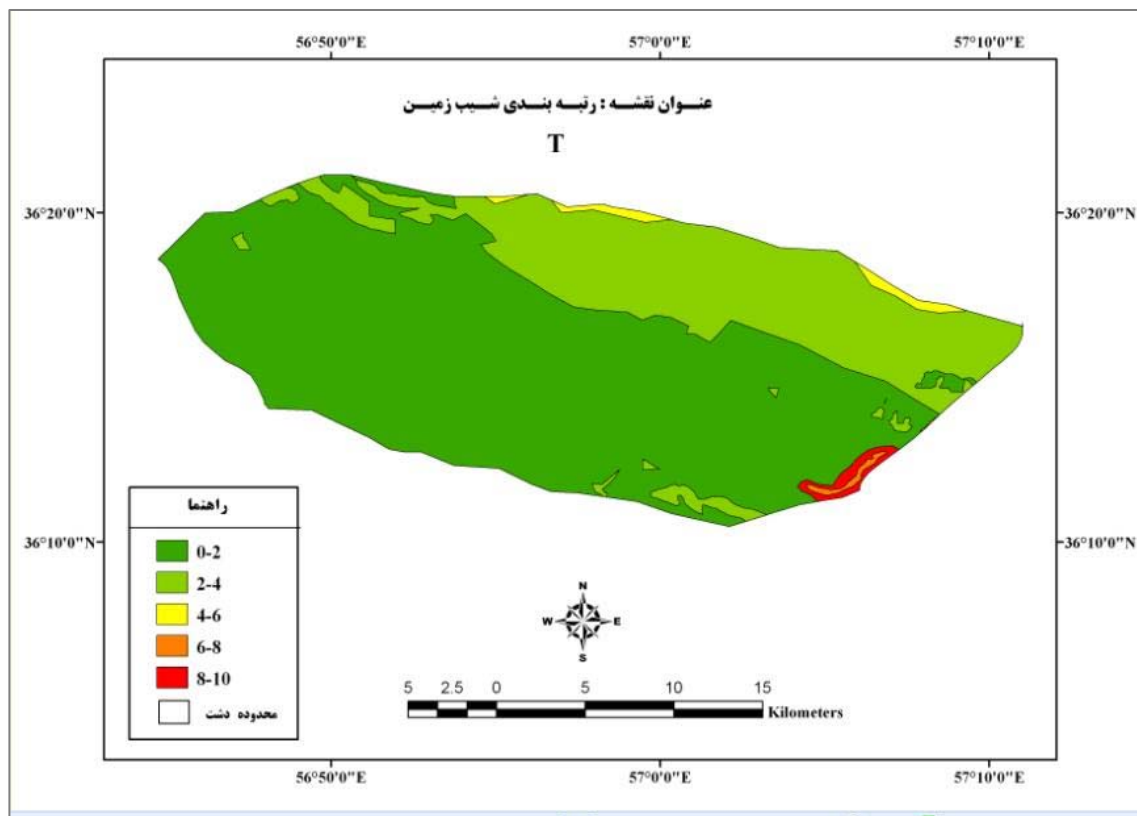 56°50'0"E 57°0'0"E 57°10'0"E
عنوان نقشه : رتبه بندی شیب زمین
T
36°20'0"N 36°20'0"N
راهنما
0-2
2-4
4-6
6-8
8-10
محدوده دشت
36°10'0"N 36°10'0"N
N
W E
S
5 2.5 0 5 10 15
Kilometers
56°50'0"E 57°0'0"E 57°10'0"E